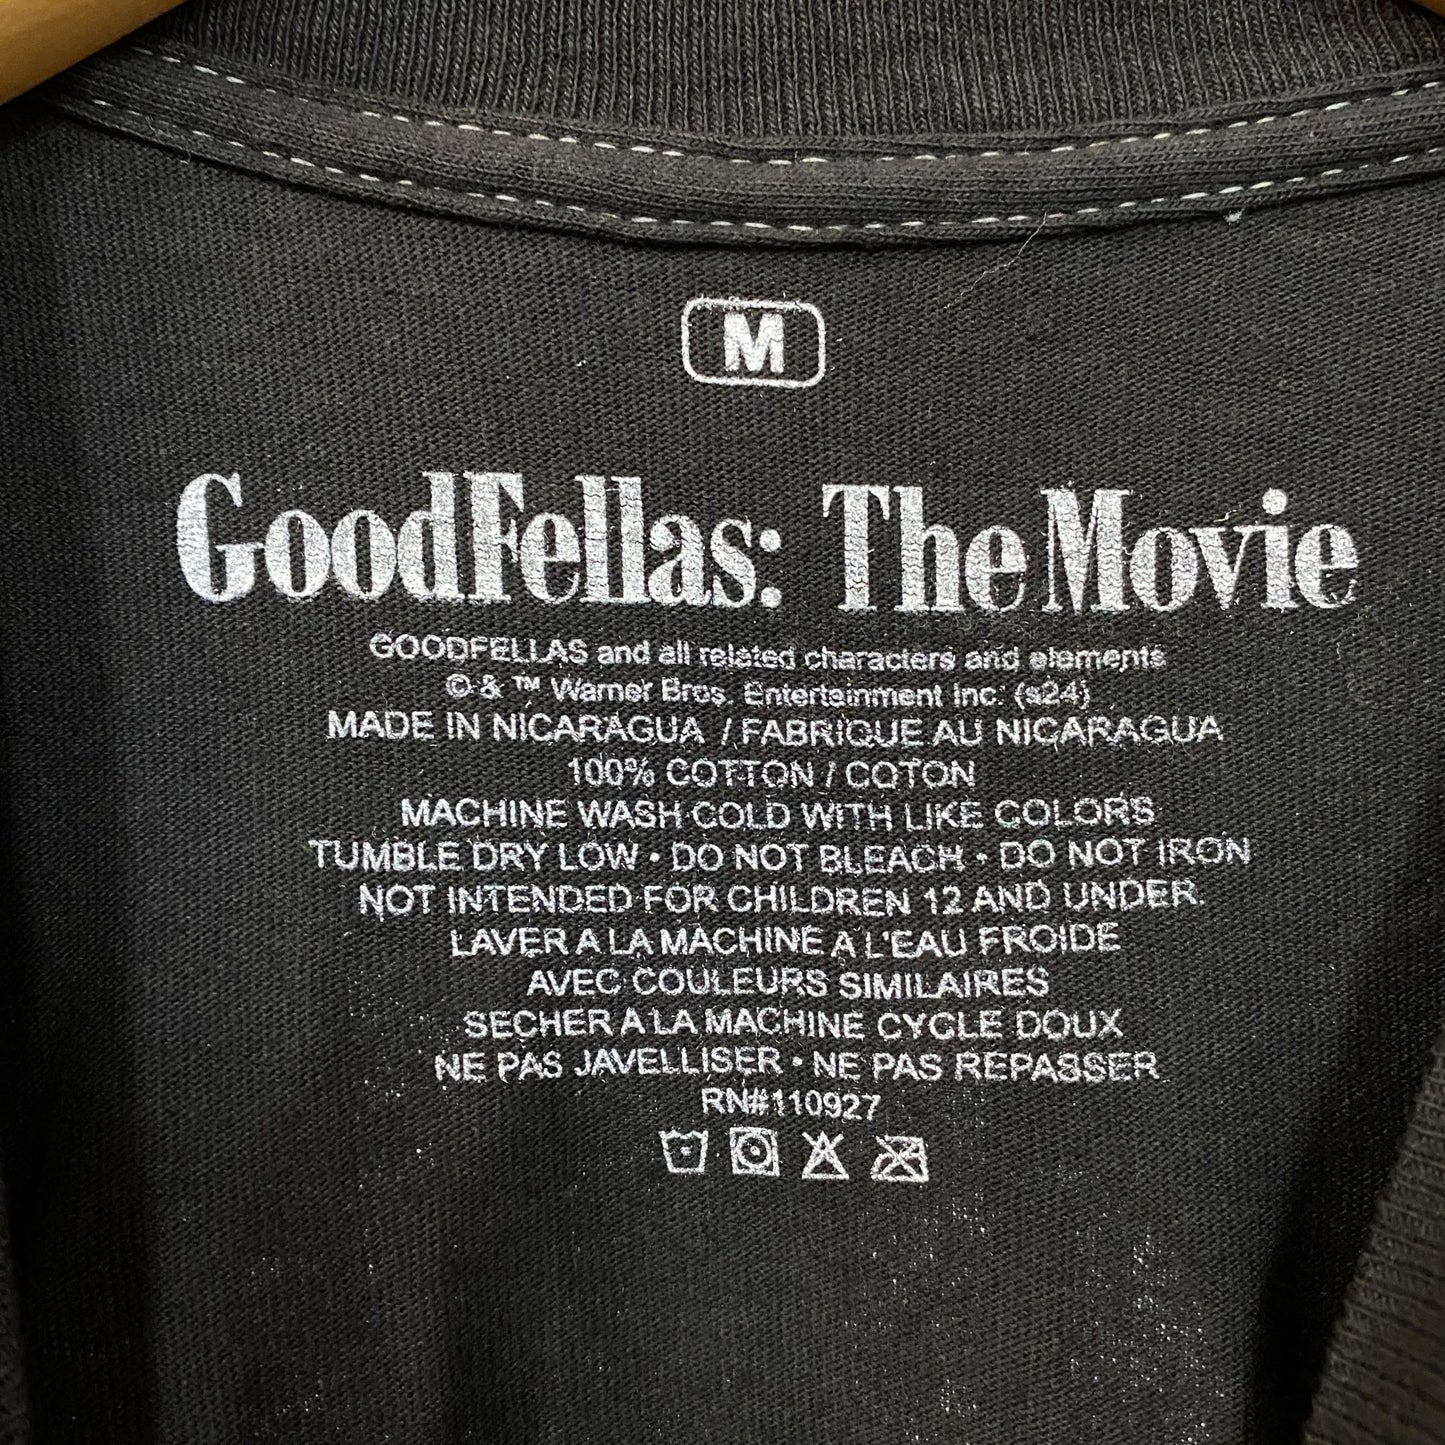 M
GoodFellas: The Movie
GOODFELLAS and all related characters and elements
© & ™ Warner Bros. Entertainment Inc. (s24)
MADE IN NICARAGUA / FABRIQUE AU NICARAGUA
100% COTTON / COTON
MACHINE WASH COLD WITH LIKE COLORS
TUMBLE DRY LOW • DO NOT BLEACH • DO NOT IRON
NOT INTENDED FOR CHILDREN 12 AND UNDER.
LAVER A LA MACHINE A L'EAU FROIDE
AVEC COULEURS SIMILAIRES
SECHER A LA MACHINE CYCLE DOUX
NE PAS JAVELLISER • NE PAS REPASSER
RN#110927